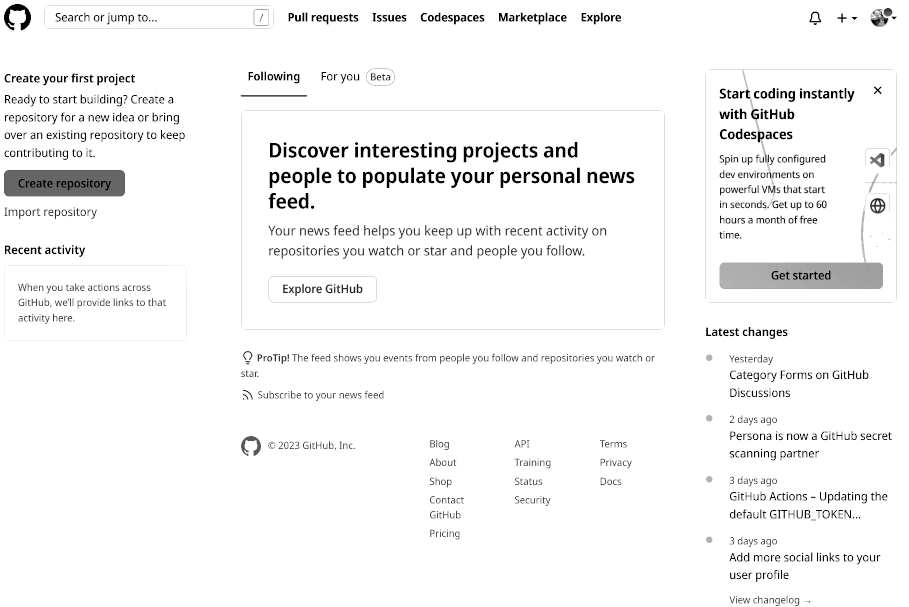 Search or jump to...
/
Pull requests
Issues
Codespaces
Marketplace
Explore
Create your first project
Ready to start building? Create a
repository for a new idea or bring
over an existing repository to keep
contributing to it.
Create repository
Import repository
Recent activity
When you take actions across
GitHub, we'll provide links to that
activity here.
Following
For you
Beta
Discover interesting projects and
people to populate your personal news
feed.
Your news feed helps you keep up with recent activity on
repositories you watch or star and people you follow.
Explore GitHub
ProTip! The feed shows you events from people you follow and repositories you watch or
star.
Subscribe to your news feed
© 2023 GitHub, Inc.
Blog
About
Shop
Contact
GitHub
Pricing
API
Training
Status
Security
Terms
Privacy
Docs
Start coding instantly
with GitHub
Codespaces
Spin up fully configured
dev environments on
powerful VMs that start
in seconds. Get up to 60
hours a month of free
time.
Get started
Latest changes
Yesterday
Category Forms on GitHub
Discussions
2 days ago
Persona is now a GitHub secret
scanning partner
3 days ago
GitHub Actions – Updating the
default GITHUB_TOKEN...
3 days ago
Add more social links to your
user profile
View changelog →